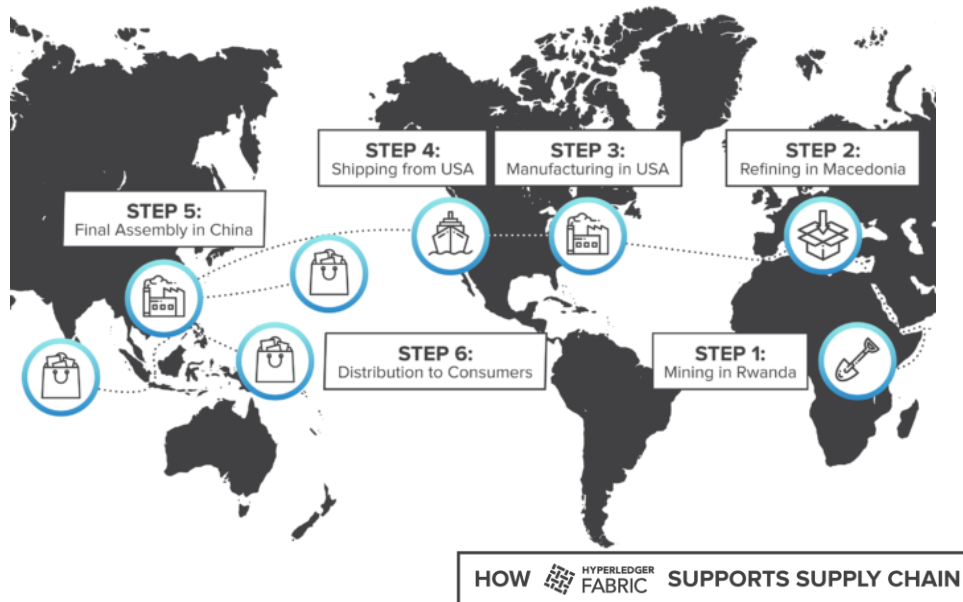 STEP 4:
Shipping from USA
STEP 3:
Manufacturing in USA
STEP 2:
Refining in Macedonia
STEP 5:
Final Assembly in China
STEP 6:
Distribution to Consumers
STEP 1:
Mining in Rwanda
HOW HYPERLEDGER FABRIC SUPPORTS SUPPLY CHAIN